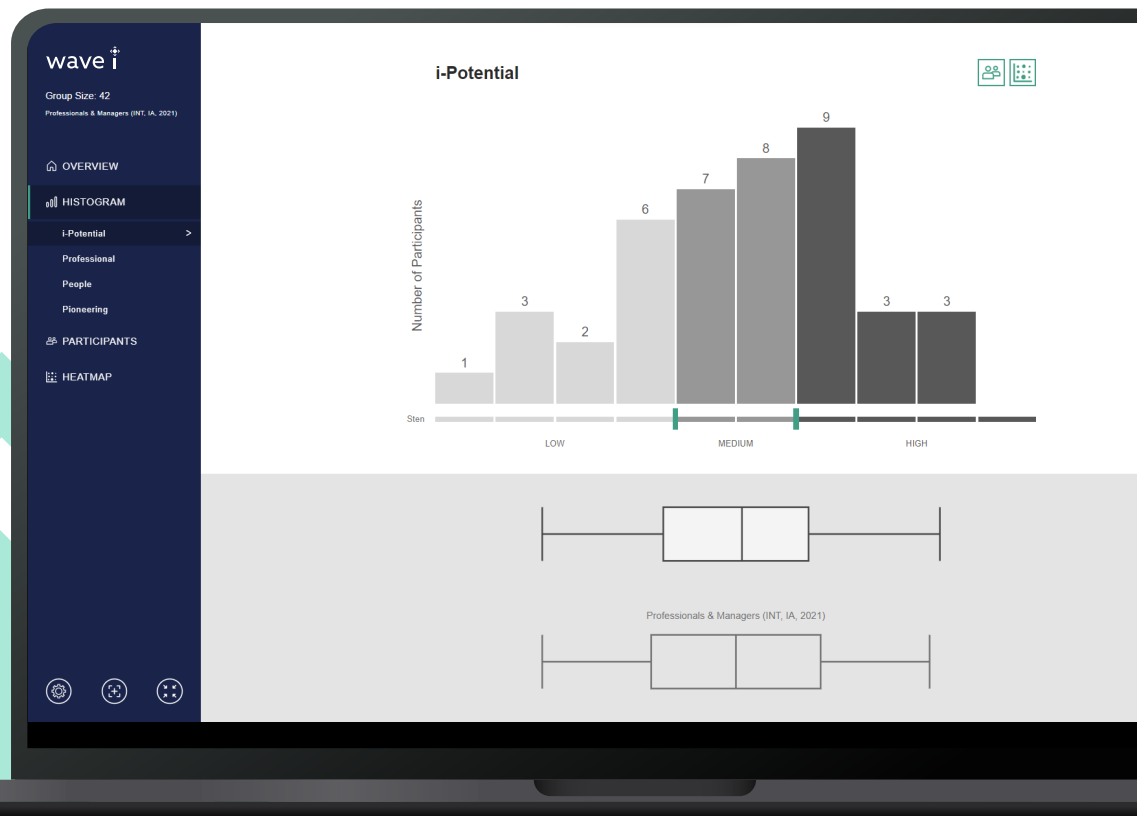 wave i
Group Size: 42
Professionals & Managers (INT, IA, 2021)
OVERVIEW
HISTOGRAM
i-Potential >
Professional
People
Pioneering
PARTICIPANTS
HEATMAP
i-Potential
Number of Participants
1
3
2
6
7
8
9
3
3
Sten
LOW
MEDIUM
HIGH
Professionals & Managers (INT, IA, 2021)